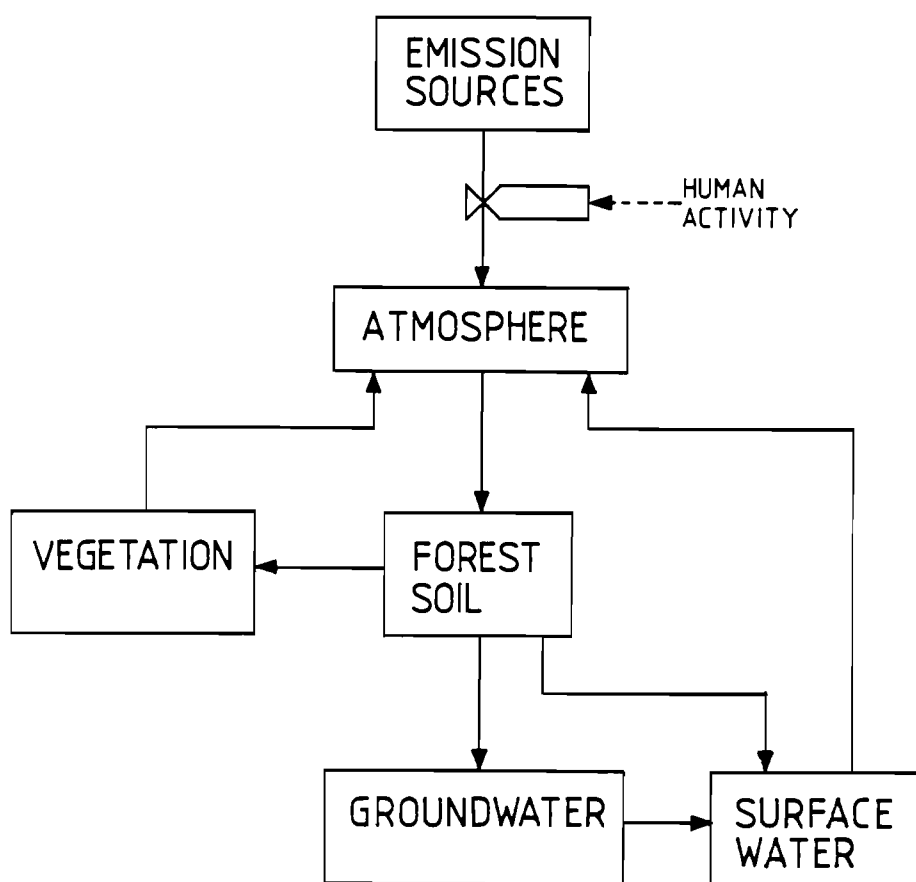 EMISSION
SOURCES
HUMAN
ACTIVITY
ATMOSPHERE
VEGETATION
FOREST
SOIL
GROUNDWATER
SURFACE
WATER